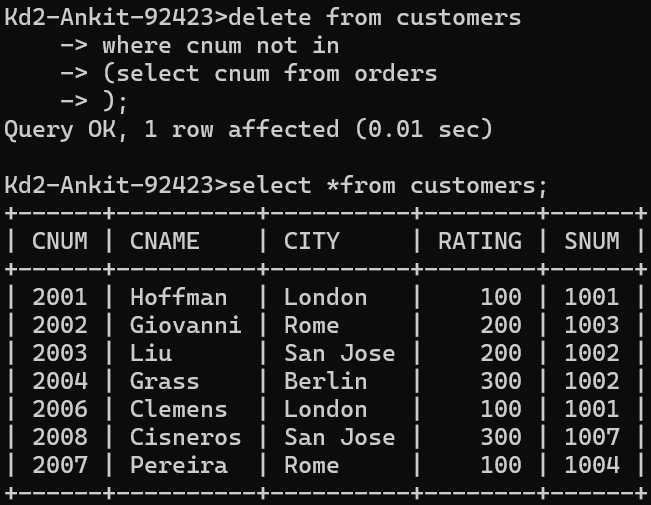 Kd2-Ankit-92423>delete from customers
    -> where cnum not in
    -> (select cnum from orders
    -> );
Query OK, 1 row affected (0.01 sec)

Kd2-Ankit-92423>select *from customers;
+------+----------+----------+--------+------+
| CNUM | CNAME    | CITY     | RATING | SNUM |
+------+----------+----------+--------+------+
| 2001 | Hoffman  | London   |    100 | 1001 |
| 2002 | Giovanni | Rome     |    200 | 1003 |
| 2003 | Liu      | San Jose |    200 | 1002 |
| 2004 | Grass    | Berlin   |    300 | 1002 |
| 2006 | Clemens  | London   |    100 | 1001 |
| 2008 | Cisneros | San Jose |    300 | 1007 |
| 2007 | Pereira  | Rome     |    100 | 1004 |
+------+----------+----------+--------+------+